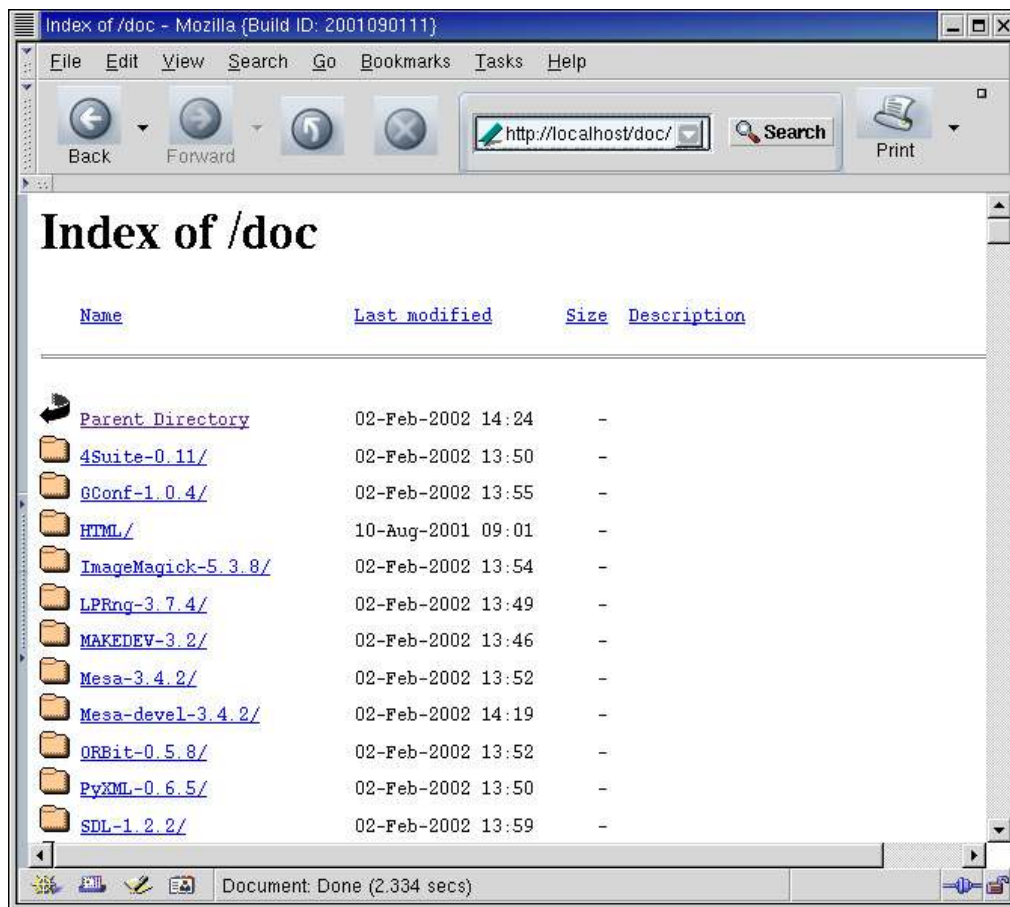 Index of /doc - Mozilla {Build ID: 2001090111}
File Edit View Search Go Bookmarks Tasks Help
http://localhost/doc/ Search
Back Forward Print
Index of /doc
Name Last modified Size Description
Parent Directory 02-Feb-2002 14:24 -
4Suite-0.11/ 02-Feb-2002 13:50 -
GConf-1.0.4/ 02-Feb-2002 13:55 -
HTML/ 10-Aug-2001 09:01 -
ImageMagick-5.3.8/ 02-Feb-2002 13:54 -
LPRng-3.7.4/ 02-Feb-2002 13:49 -
MAKEDEV-3.2/ 02-Feb-2002 13:46 -
Mesa-3.4.2/ 02-Feb-2002 13:52 -
Mesa-devel-3.4.2/ 02-Feb-2002 14:19 -
ORBit-0.5.8/ 02-Feb-2002 13:52 -
PyXML-0.6.5/ 02-Feb-2002 13:50 -
SDL-1.2.2/ 02-Feb-2002 13:59 -
Document: Done (2.334 secs)